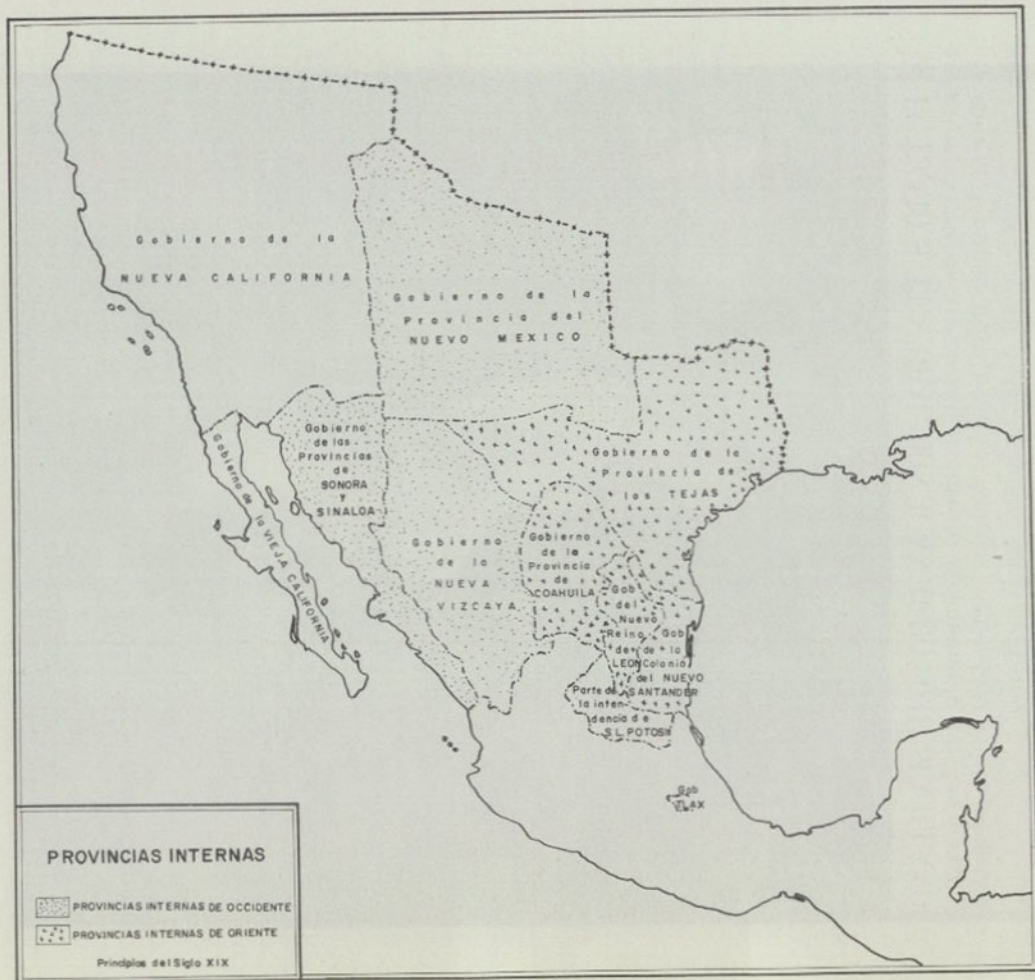 Gobierno de la
NUEVA CALIFORNIA
Gobierno de la
Provincia del
NUEVO MEXICO
Gobierno
de las
Provincias
de
SONORA
y
SINALOA
Gobierno de la VIEJA CALIFORNIA
Gobierno de la
Provincia de
los TEJAS
Gobierno
de la
NUEVA
VIZCAYA
Gobierno
de la
Provincia
de
COAHUILA
Gob
del
Nuevo
Reino
de
LEON
Gob
de la
Colonia
del NUEVO
SANTANDER
Parte de
la inten
dencia de
S.L. POTOSI
Gob
TLAX
PROVINCIAS INTERNAS
PROVINCIAS INTERNAS DE OCCIDENTE
PROVINCIAS INTERNAS DE ORIENTE
Principios del Siglo XIX